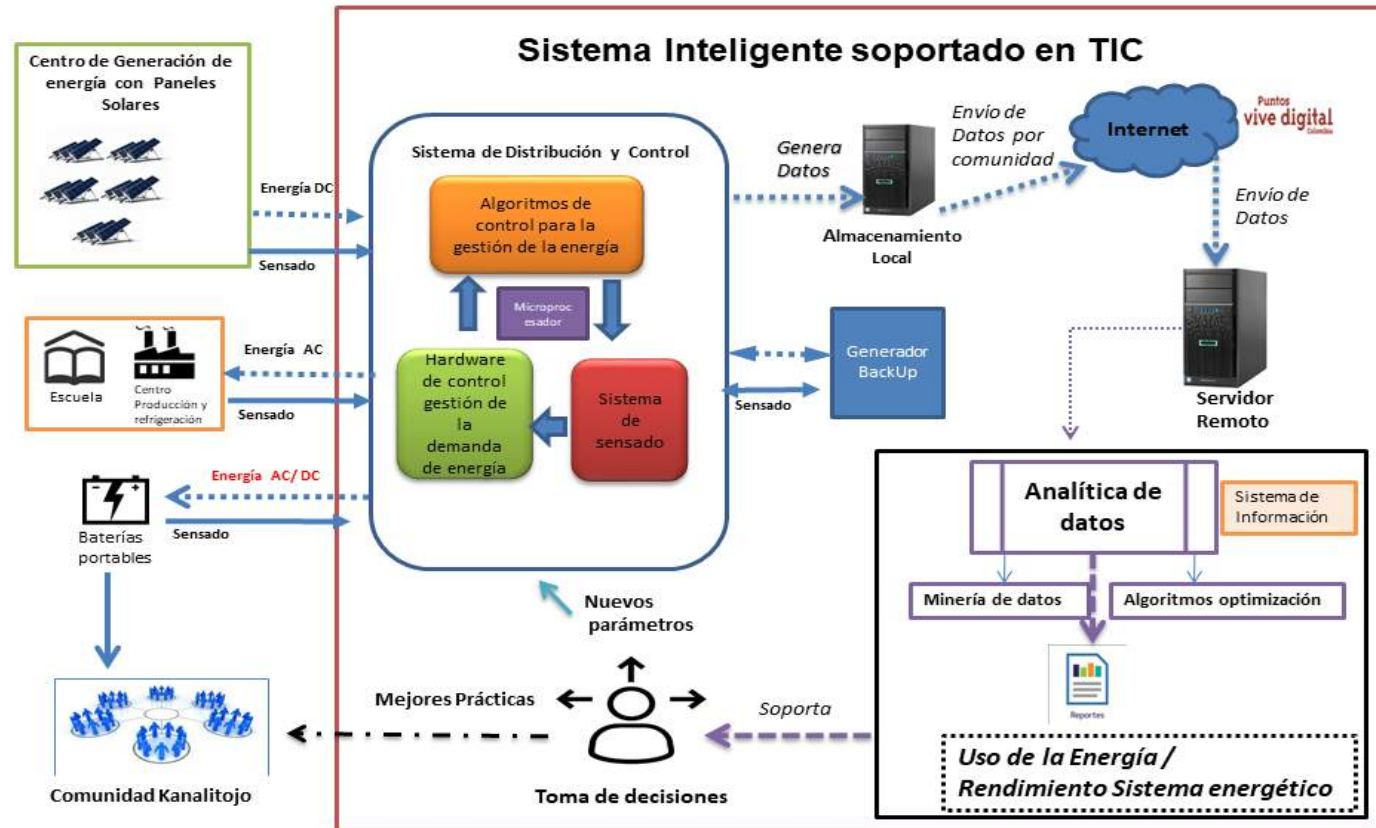 Sistema Inteligente soportado en TIC
Centro de Generación de
energía con Paneles
Solares
Energía DC
Sensado
Escuela
Centro
Producción y
refrigeración
Energía AC
Sensado
Energía AC/ DC
Sensado
Baterías
portables
Comunidad Kanalitojo
Sistema de Distribución y Control
Algoritmos de
control para la
gestión de la energía
Microproc
esador
Hardware
de control
gestión de
la
demanda
de energía
Sistema
de
sensado
Genera
Datos
Almacenamiento
Local
Envío de
Datos por
comunidad
Internet
Puntos
vive digital
Colombia
Envío de
Datos
Servidor
Remoto
Generador
BackUp
Sensado
Analítica de
datos
Sistema de
Información
Minería de datos
Algoritmos optimización
Reportes
Uso de la Energía /
Rendimiento Sistema energético
Soporta
Nuevos
parámetros
Mejores Prácticas
Toma de decisiones